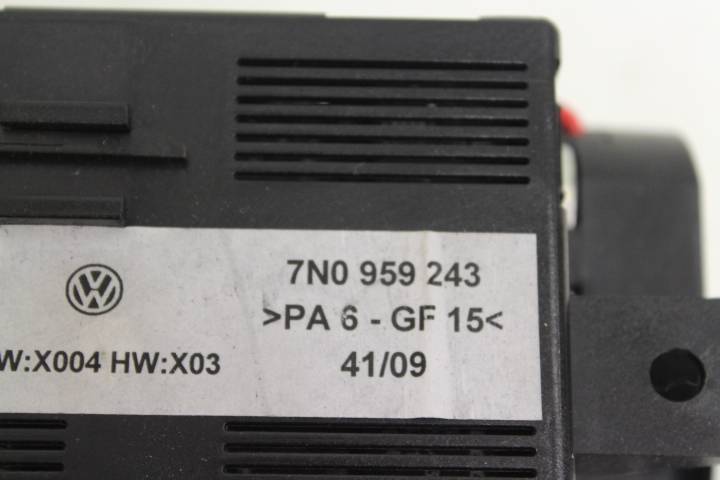 7N0 959 243
>PA 6 - GF 15<
W:X004 HW:X03 41/09